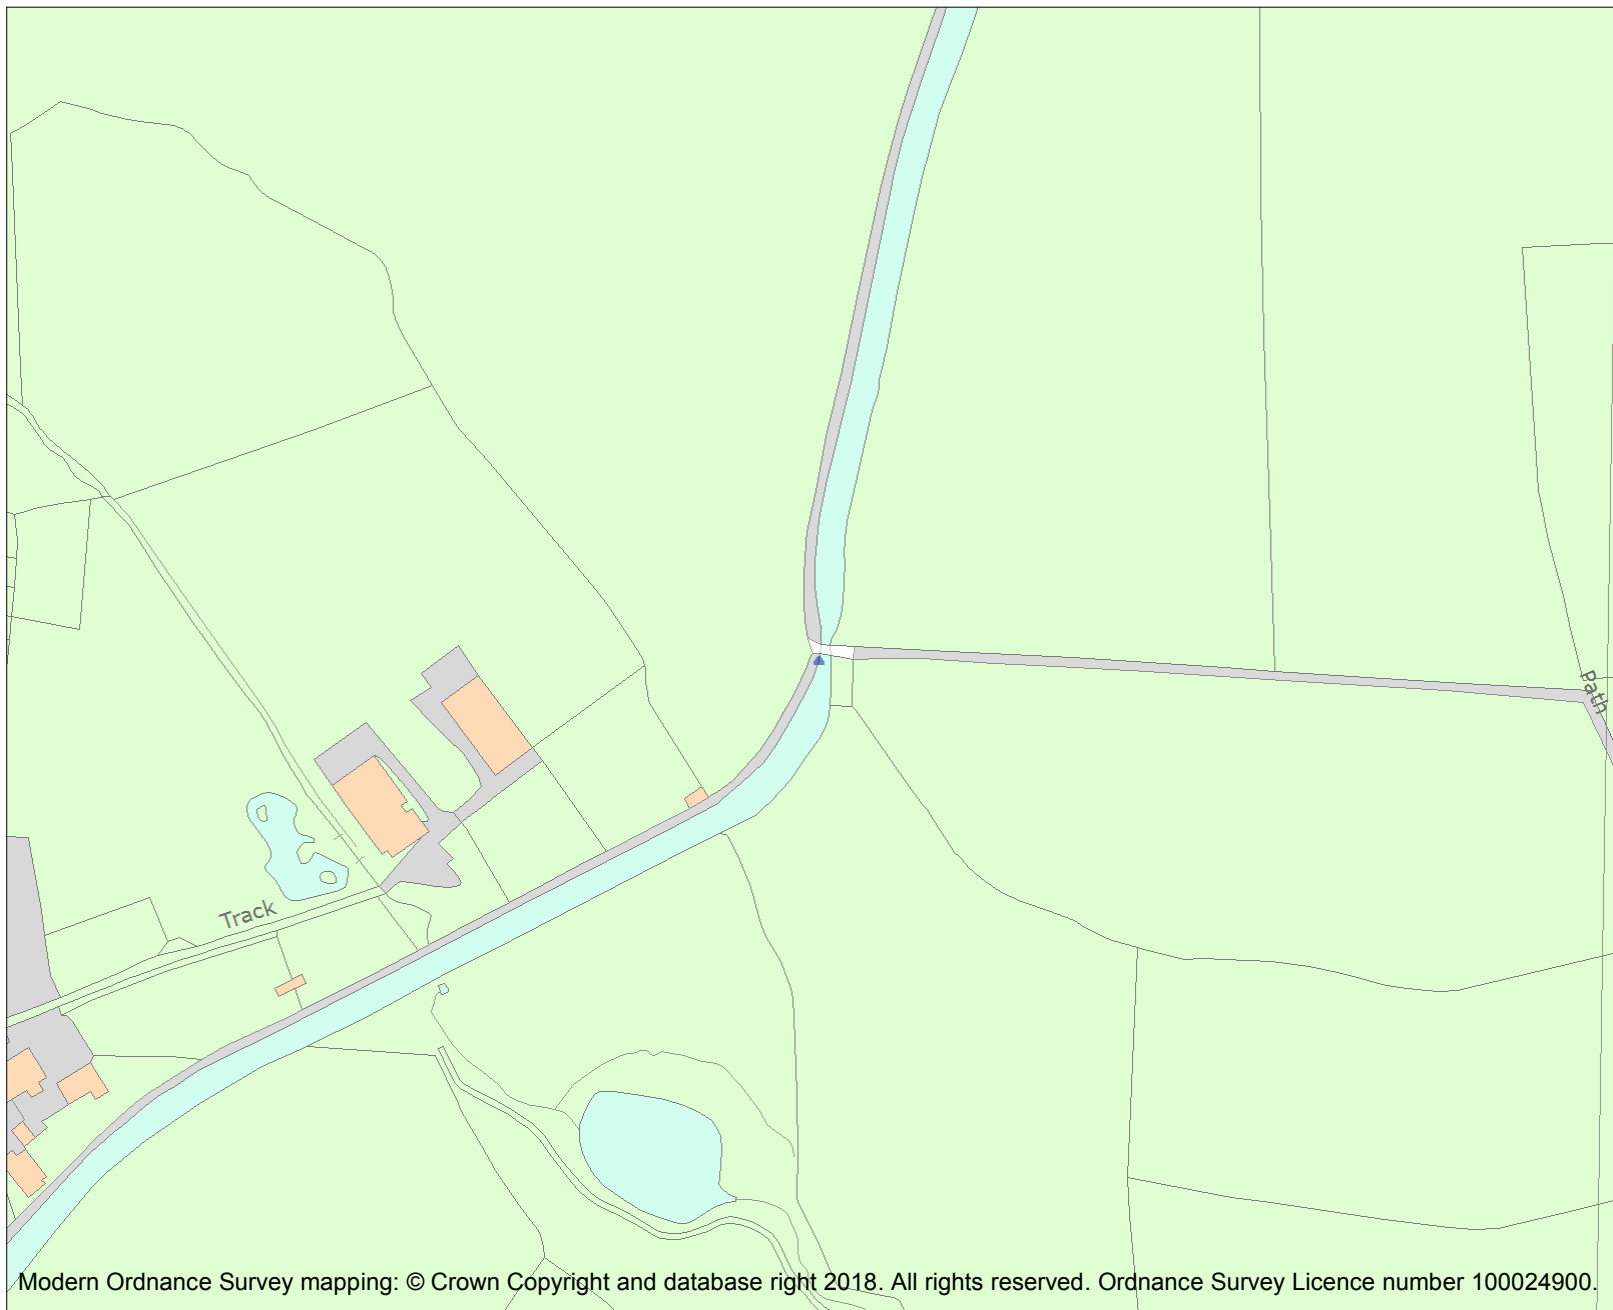 Path
Track
Modern Ordnance Survey mapping: © Crown Copyright and database right 2018. All rights reserved. Ordnance Survey Licence number 100024900.